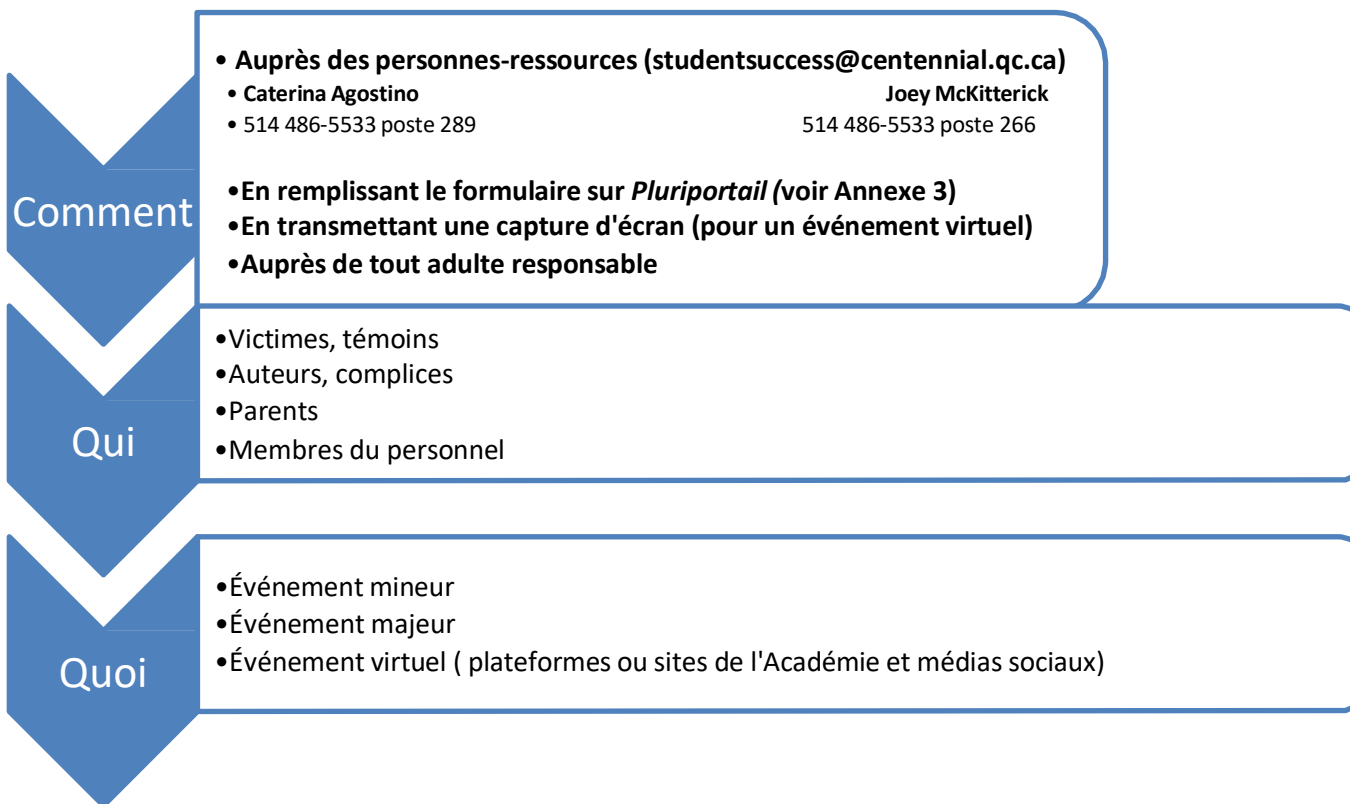 Comment
• Auprès des personnes-ressources (studentsuccess@centennial.qc.ca)
• Caterina Agostino Joey McKitterick
• 514 486-5533 poste 289 514 486-5533 poste 266
•En remplissant le formulaire sur Pluriportail (voir Annexe 3)
•En transmettant une capture d'écran (pour un événement virtuel)
•Auprès de tout adulte responsable
Qui
•Victimes, témoins
•Auteurs, complices
•Parents
•Membres du personnel
Quoi
•Événement mineur
•Événement majeur
•Événement virtuel ( plateformes ou sites de l'Académie et médias sociaux)